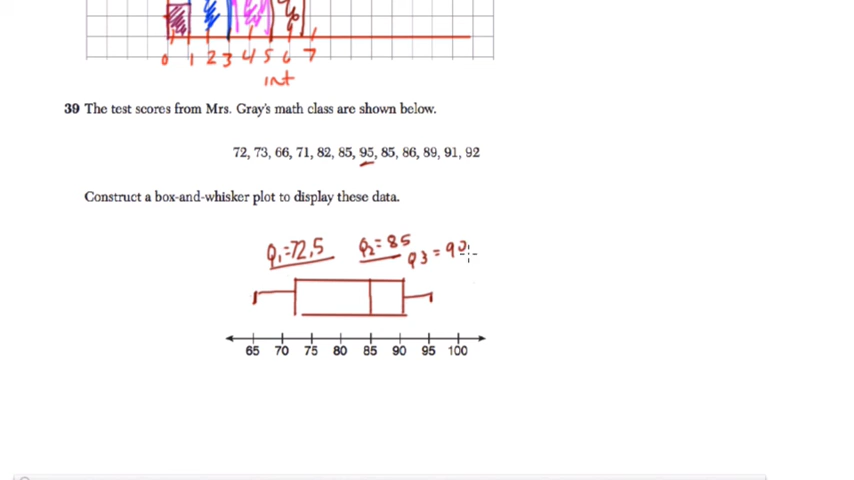 0 1 2 3 4 5 6 7
int
39 The test scores from Mrs. Gray's math class are shown below.
72, 73, 66, 71, 82, 85, 95, 85, 86, 89, 91, 92
Construct a box-and-whisker plot to display these data.
Q1=72,5 Q2=85
Q3=90
65 70 75 80 85 90 95 100